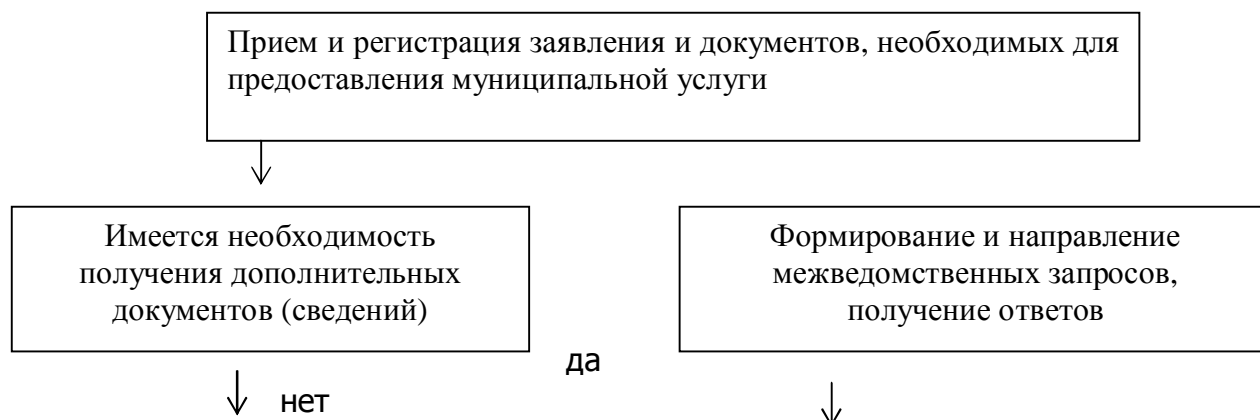 Прием и регистрация заявления и документов, необходимых для
предоставления муниципальной услуги
Имеется необходимость
получения дополнительных
документов (сведений)
Формирование и направление
межведомственных запросов,
получение ответов
да
нет